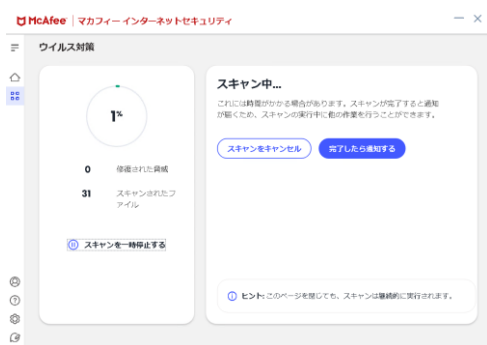 McAfee | マカフィー インターネットセキュリティ
ウイルス対策
1%
0 修復された脅威
31 スキャンされたフ
ァイル
スキャンを一時停止する
スキャン中...
これには時間がかかる場合があります。スキャンが完了すると通知
が届くため、スキャンの実行中に他の作業を行うことができます。
スキャンをキャンセル
完了したら通知する
ヒント: このページを閉じても、スキャンは継続的に実行されます。